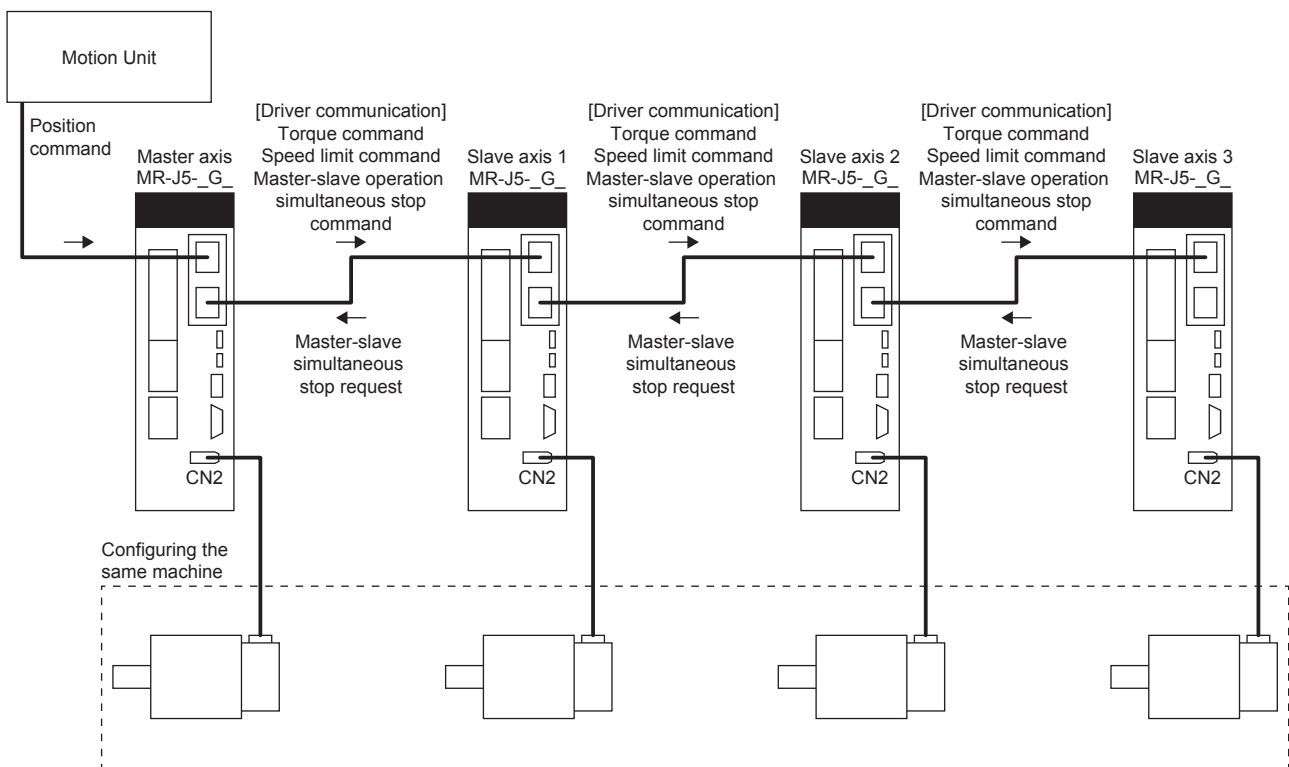 Motion Unit
Position
command
Master axis
MR-J5-_G_
[Driver communication]
Torque command
Speed limit command
Master-slave operation
simultaneous stop
command
Slave axis 1
MR-J5-_G_
[Driver communication]
Torque command
Speed limit command
Master-slave operation
simultaneous stop
command
Slave axis 2
MR-J5-_G_
[Driver communication]
Torque command
Speed limit command
Master-slave operation
simultaneous stop
command
Slave axis 3
MR-J5-_G_
Master-slave
simultaneous
stop request
Master-slave
simultaneous
stop request
Master-slave
simultaneous
stop request
CN2
CN2
CN2
CN2
Configuring the
same machine